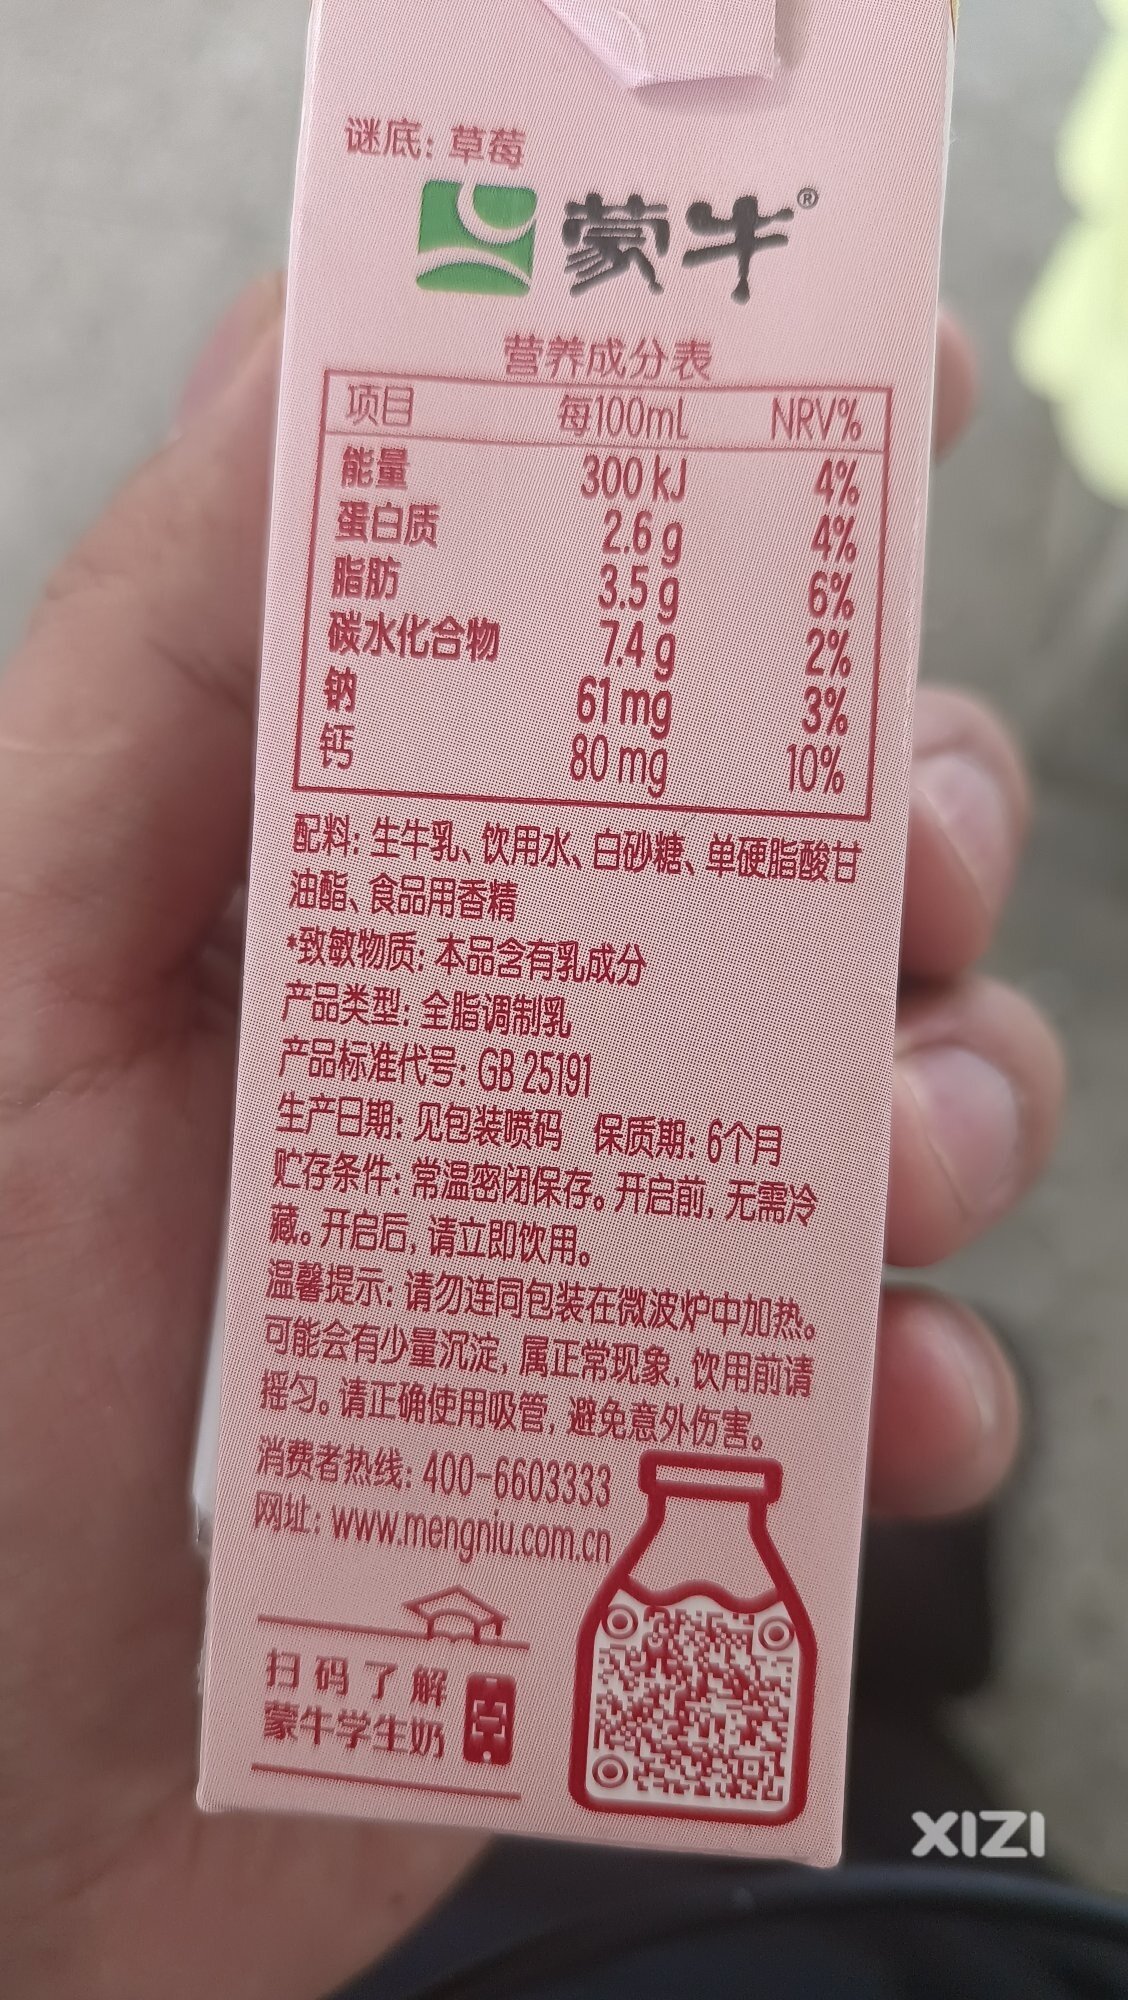 谜底：草莓
蒙牛®
营养成分表
项目 每100mL NRV%
能量 300 kJ 4%
蛋白质 2.6 g 4%
脂肪 3.5 g 6%
碳水化合物 7.4 g 2%
钠 61 mg 3%
钙 80 mg 10%
配料：生牛乳、饮用水、白砂糖、单硬脂酸甘
油酯、食品用香精
*致敏物质：本品含有乳成分
产品类型：全脂调制乳
产品标准代号：GB 25191
生产日期：见包装喷码 保质期：6个月
贮存条件：常温密闭保存。开启前，无需冷
藏。开启后，请立即饮用。
温馨提示：请勿连同包装在微波炉中加热。
可能会有少量沉淀，属正常现象，饮用前请
摇匀。请正确使用吸管，避免意外伤害。
消费者热线：400-6603333
网址：www.mengniu.com.cn
扫码了解
蒙牛学生奶
XIZI